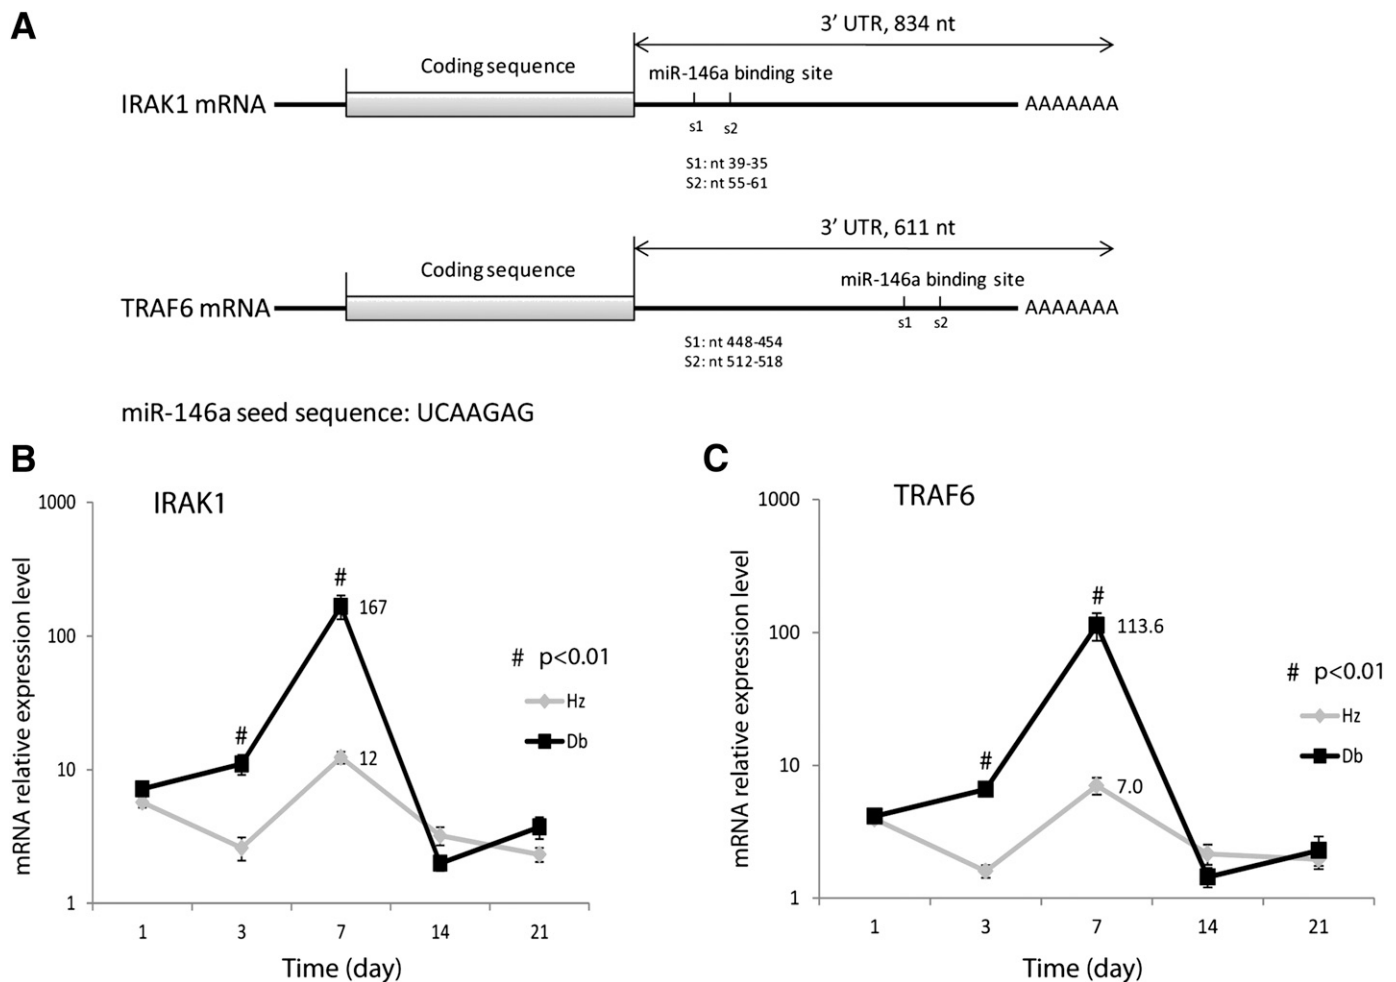 A
3’ UTR, 834 nt
Coding sequence
miR-146a binding site
IRAK1 mRNA
AAAAAAA
s1 s2
S1: nt 39-35
S2: nt 55-61
3’ UTR, 611 nt
Coding sequence
miR-146a binding site
TRAF6 mRNA
AAAAAAA
s1 s2
S1: nt 448-454
S2: nt 512-518
miR-146a seed sequence: UCAAGAG
B
IRAK1
mRNA relative expression level
1000
100
10
1
#
#
167
12
# p<0.01
Hz
Db
1 3 7 14 21
Time (day)
C
TRAF6
mRNA relative expression level
1000
100
10
1
#
#
113.6
7.0
# p<0.01
Hz
Db
1 3 7 14 21
Time (day)